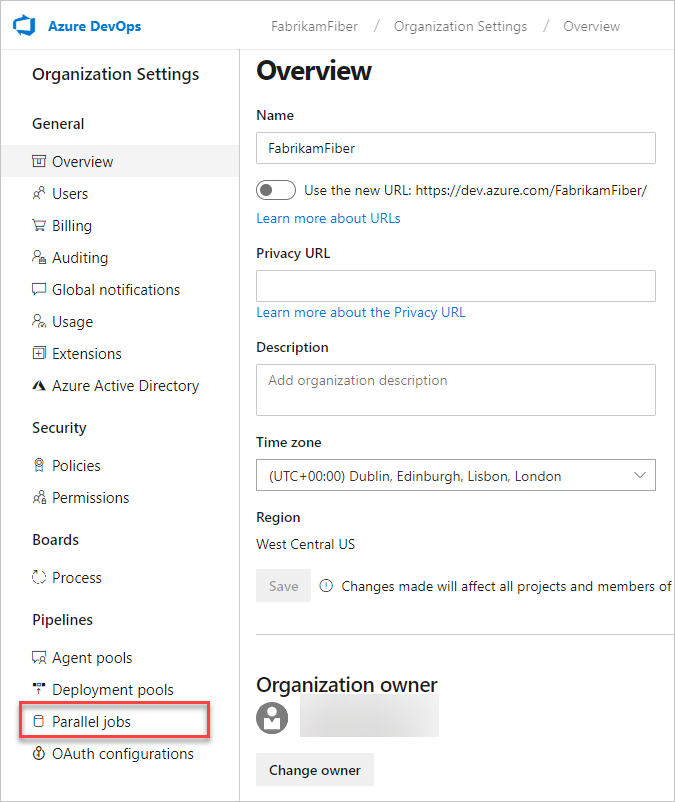 Azure DevOps
FabrikamFiber / Organization Settings / Overview
Organization Settings
General
Overview
Users
Billing
Auditing
Global notifications
Usage
Extensions
Azure Active Directory
Security
Policies
Permissions
Boards
Process
Pipelines
Agent pools
Deployment pools
Parallel jobs
OAuth configurations
Overview
Name
FabrikamFiber
Use the new URL: https://dev.azure.com/FabrikamFiber/
Learn more about URLs
Privacy URL
Learn more about the Privacy URL
Description
Add organization description
Time zone
(UTC+00:00) Dublin, Edinburgh, Lisbon, London
Region
West Central US
Save
Changes made will affect all projects and members of
Organization owner
Change owner